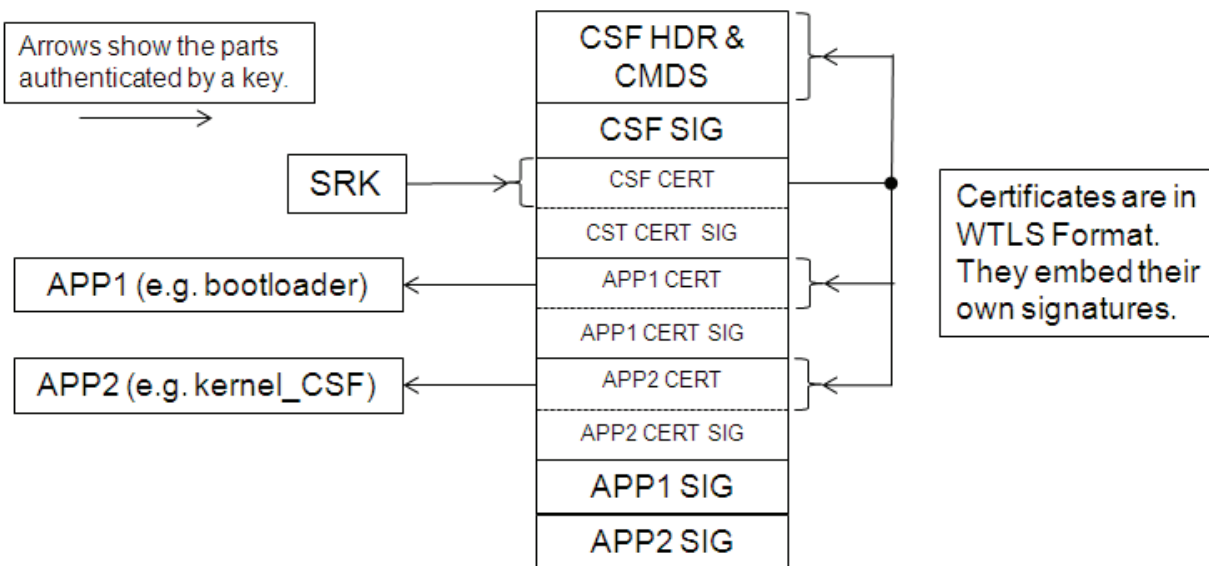 Arrows show the parts
authenticated by a key.
CSF HDR &
CMDS
CSF SIG
SRK
CSF CERT
CST CERT SIG
APP1 (e.g. bootloader)
APP1 CERT
APP1 CERT SIG
APP2 (e.g. kernel_CSF)
APP2 CERT
APP2 CERT SIG
APP1 SIG
APP2 SIG
Certificates are in
WTLS Format.
They embed their
own signatures.